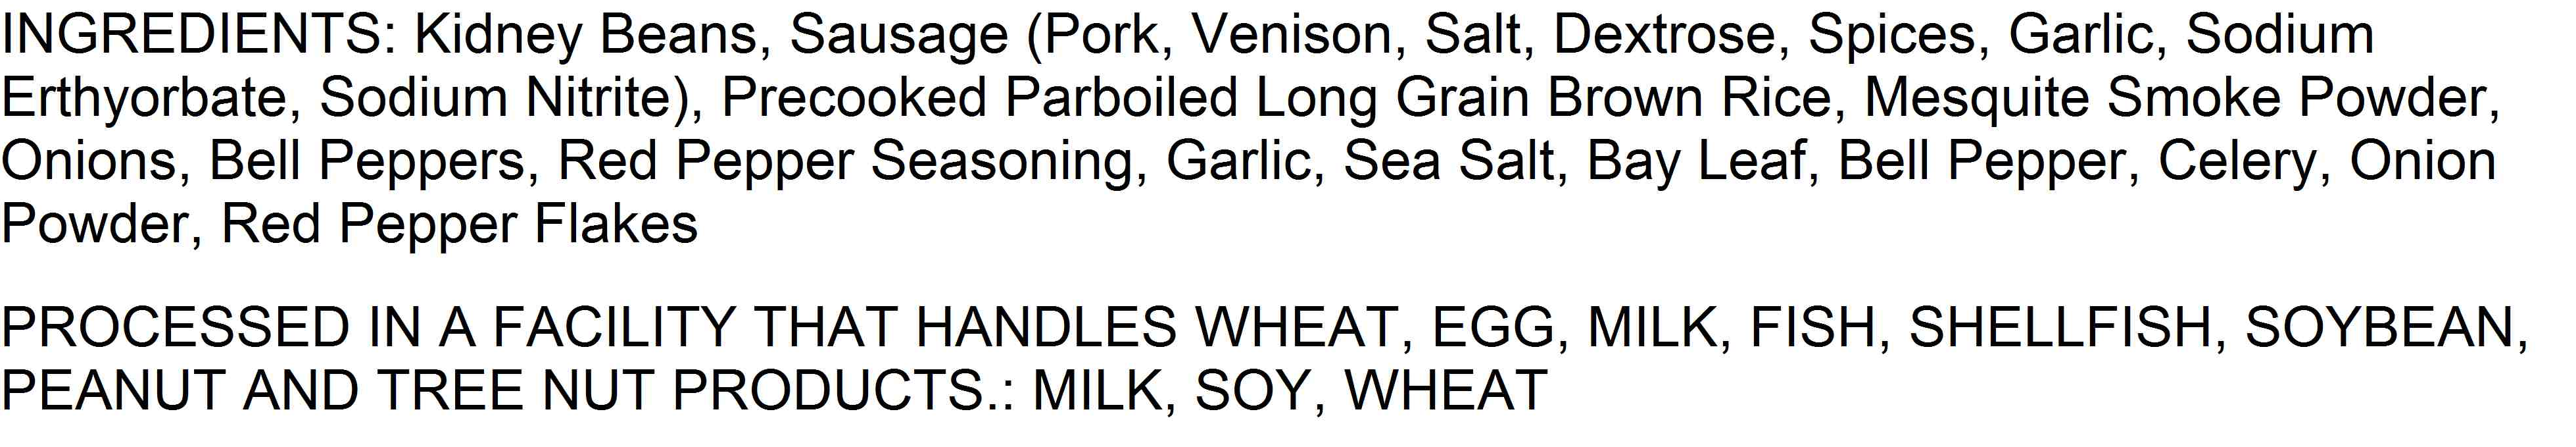 INGREDIENTS: Kidney Beans, Sausage (Pork, Venison, Salt, Dextrose, Spices, Garlic, Sodium
Erthyorbate, Sodium Nitrite), Precooked Parboiled Long Grain Brown Rice, Mesquite Smoke Powder,
Onions, Bell Peppers, Red Pepper Seasoning, Garlic, Sea Salt, Bay Leaf, Bell Pepper, Celery, Onion
Powder, Red Pepper Flakes
PROCESSED IN A FACILITY THAT HANDLES WHEAT, EGG, MILK, FISH, SHELLFISH, SOYBEAN,
PEANUT AND TREE NUT PRODUCTS.: MILK, SOY, WHEAT